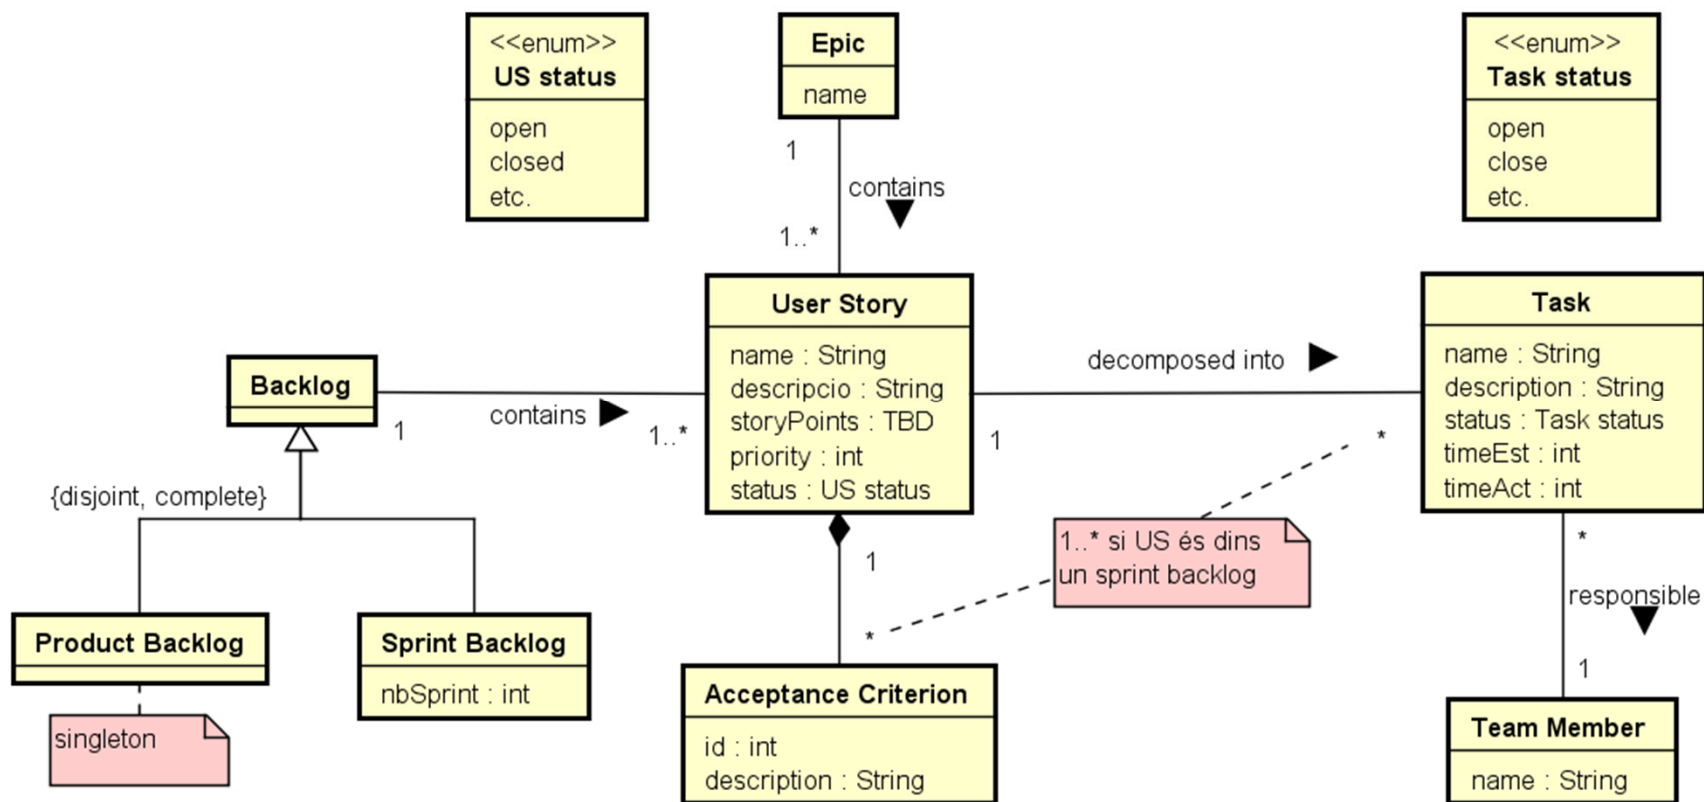 <<enum>>
US status
open
closed
etc.
Epic
name
<<enum>>
Task status
open
close
etc.
1
contains
1..*
User Story
name : String
descripcio : String
storyPoints : TBD
priority : int
status : US status
Task
name : String
description : String
status : Task status
timeEst : int
timeAct : int
decomposed into
1
*
Backlog
contains
1
1..*
{disjoint, complete}
Product Backlog
singleton
Sprint Backlog
nbSprint : int
1
*
1..* si US és dins
un sprint backlog
Acceptance Criterion
id : int
description : String
*
responsible
1
Team Member
name : String